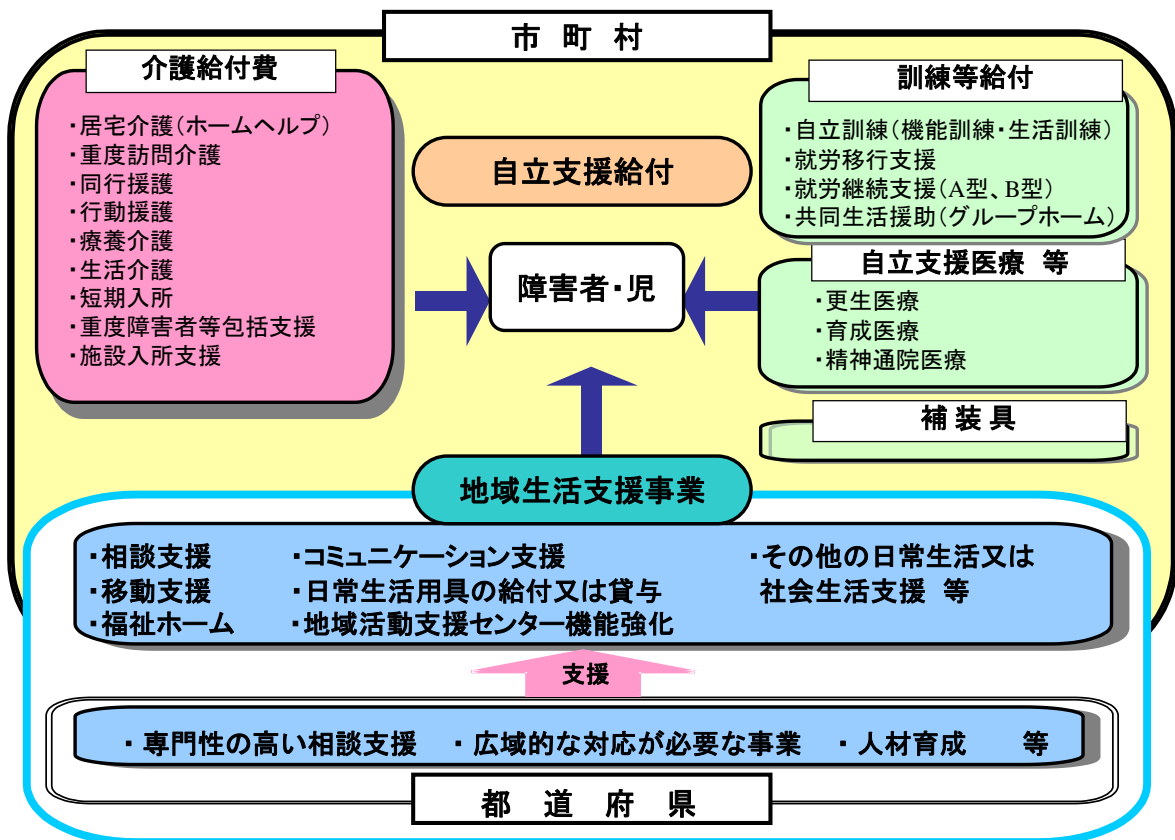 市 町 村
介護給付費
・居宅介護(ホームヘルプ)
・重度訪問介護
・同行援護
・行動援護
・療養介護
・生活介護
・短期入所
・重度障害者等包括支援
・施設入所支援
自立支援給付
障害者・児
訓練等給付
・自立訓練(機能訓練・生活訓練)
・就労移行支援
・就労継続支援(A型、B型)
・共同生活援助(グループホーム)
自立支援医療 等
・更生医療
・育成医療
・精神通院医療
補 装 具
地域生活支援事業
・相談支援 ・コミュニケーション支援 ・その他の日常生活又は
・移動支援 ・日常生活用具の給付又は貸与 社会生活支援 等
・福祉ホーム ・地域活動支援センター機能強化
支援
・ 専門性の高い相談支援 ・ 広域的な対応が必要な事業 ・ 人材育成 等
都 道 府 県